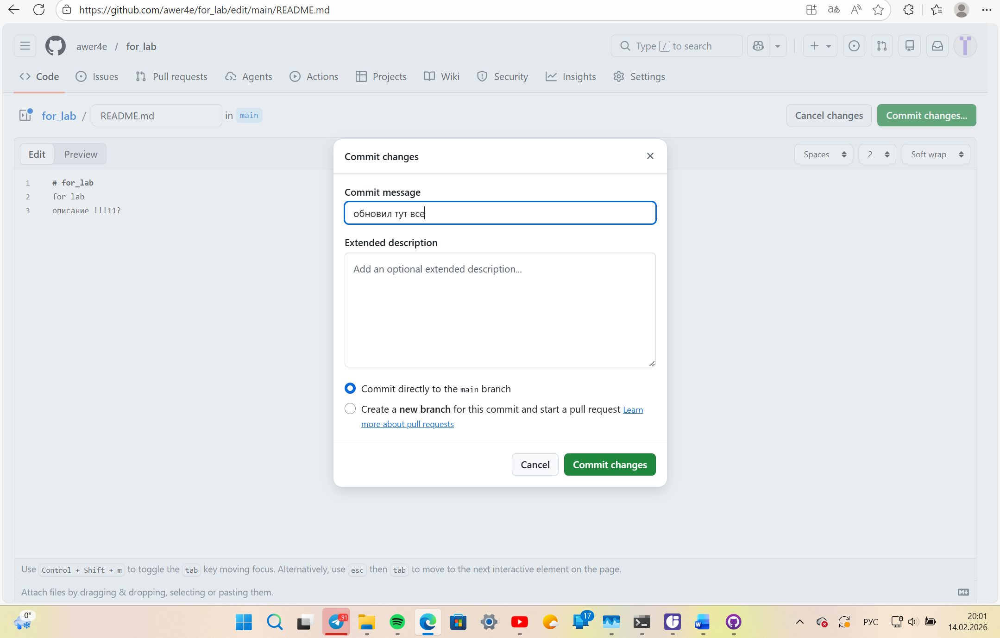 https://github.com/awer4e/for_lab/edit/main/README.md
awer4e / for_lab
Type / to search
Code Issues Pull requests Agents Actions Projects Wiki Security Insights Settings
for_lab / README.md in main
Cancel changes Commit changes...
Edit Preview
Spaces 2 Soft wrap
1 # for_lab
2 for lab
3 описание !!!11?
Commit changes
Commit message
обновил тут все
Extended description
Add an optional extended description...
Commit directly to the main branch
Create a new branch for this commit and start a pull request Learn
more about pull requests
Cancel Commit changes
Use Control + Shift + m to toggle the tab key moving focus. Alternatively, use esc then tab to move to the next interactive element on the page.
Attach files by dragging & dropping, selecting or pasting them.
0°
..91
17
РУС
20:01
14.02.2026